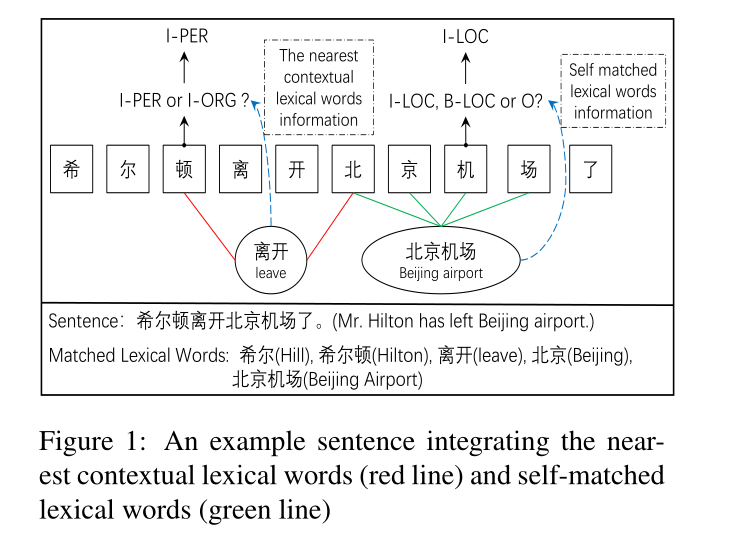 I-PER
I-LOC
The nearest
contextual
lexical words
information
Self matched
lexical words
information
I-PER or I-ORG ?
I-LOC, B-LOC or O?
希 尔 顿 离 开 北 京 机 场 了
离开
leave
北京机场
Beijing airport
Sentence: 希尔顿离开北京机场了。(Mr. Hilton has left Beijing airport.)
Matched Lexical Words: 希尔(Hill), 希尔顿(Hilton), 离开(leave), 北京(Beijing),
北京机场(Beijing Airport)
Figure 1: An example sentence integrating the near-
est contextual lexical words (red line) and self-matched
lexical words (green line)